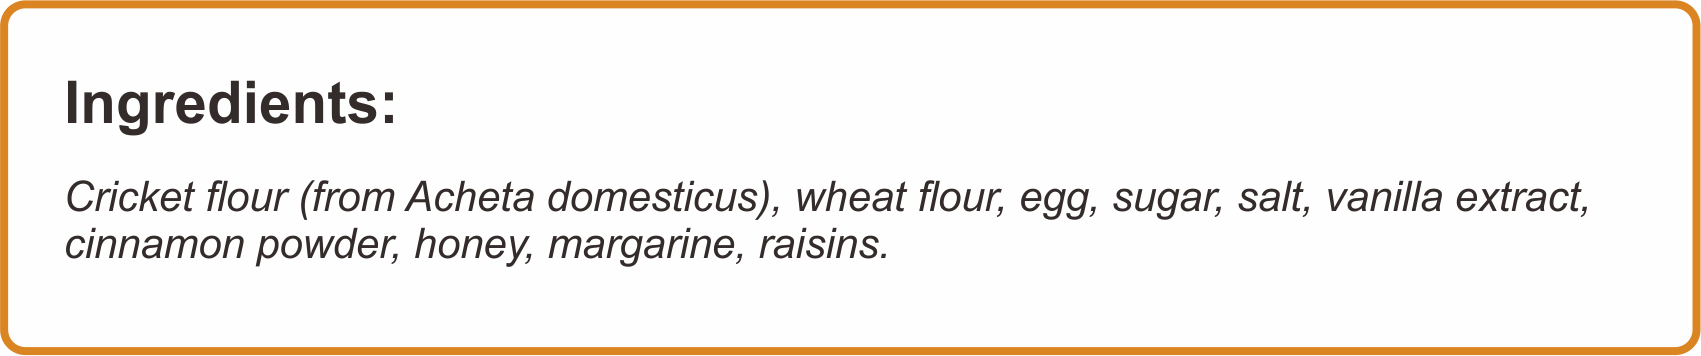 Ingredients:
Cricket flour (from Acheta domesticus), wheat flour, egg, sugar, salt, vanilla extract,
cinnamon powder, honey, margarine, raisins.